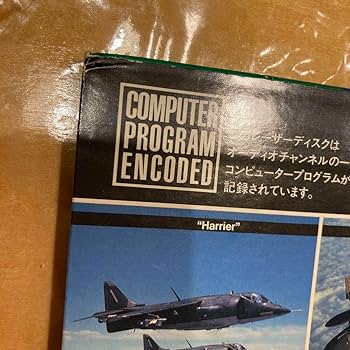 COMPUTER
PROGRAM
ENCODED
ーザーディスクは
オーディオチャンネルの一
コンピュータープログラムが
記録されています。
"Harrier"